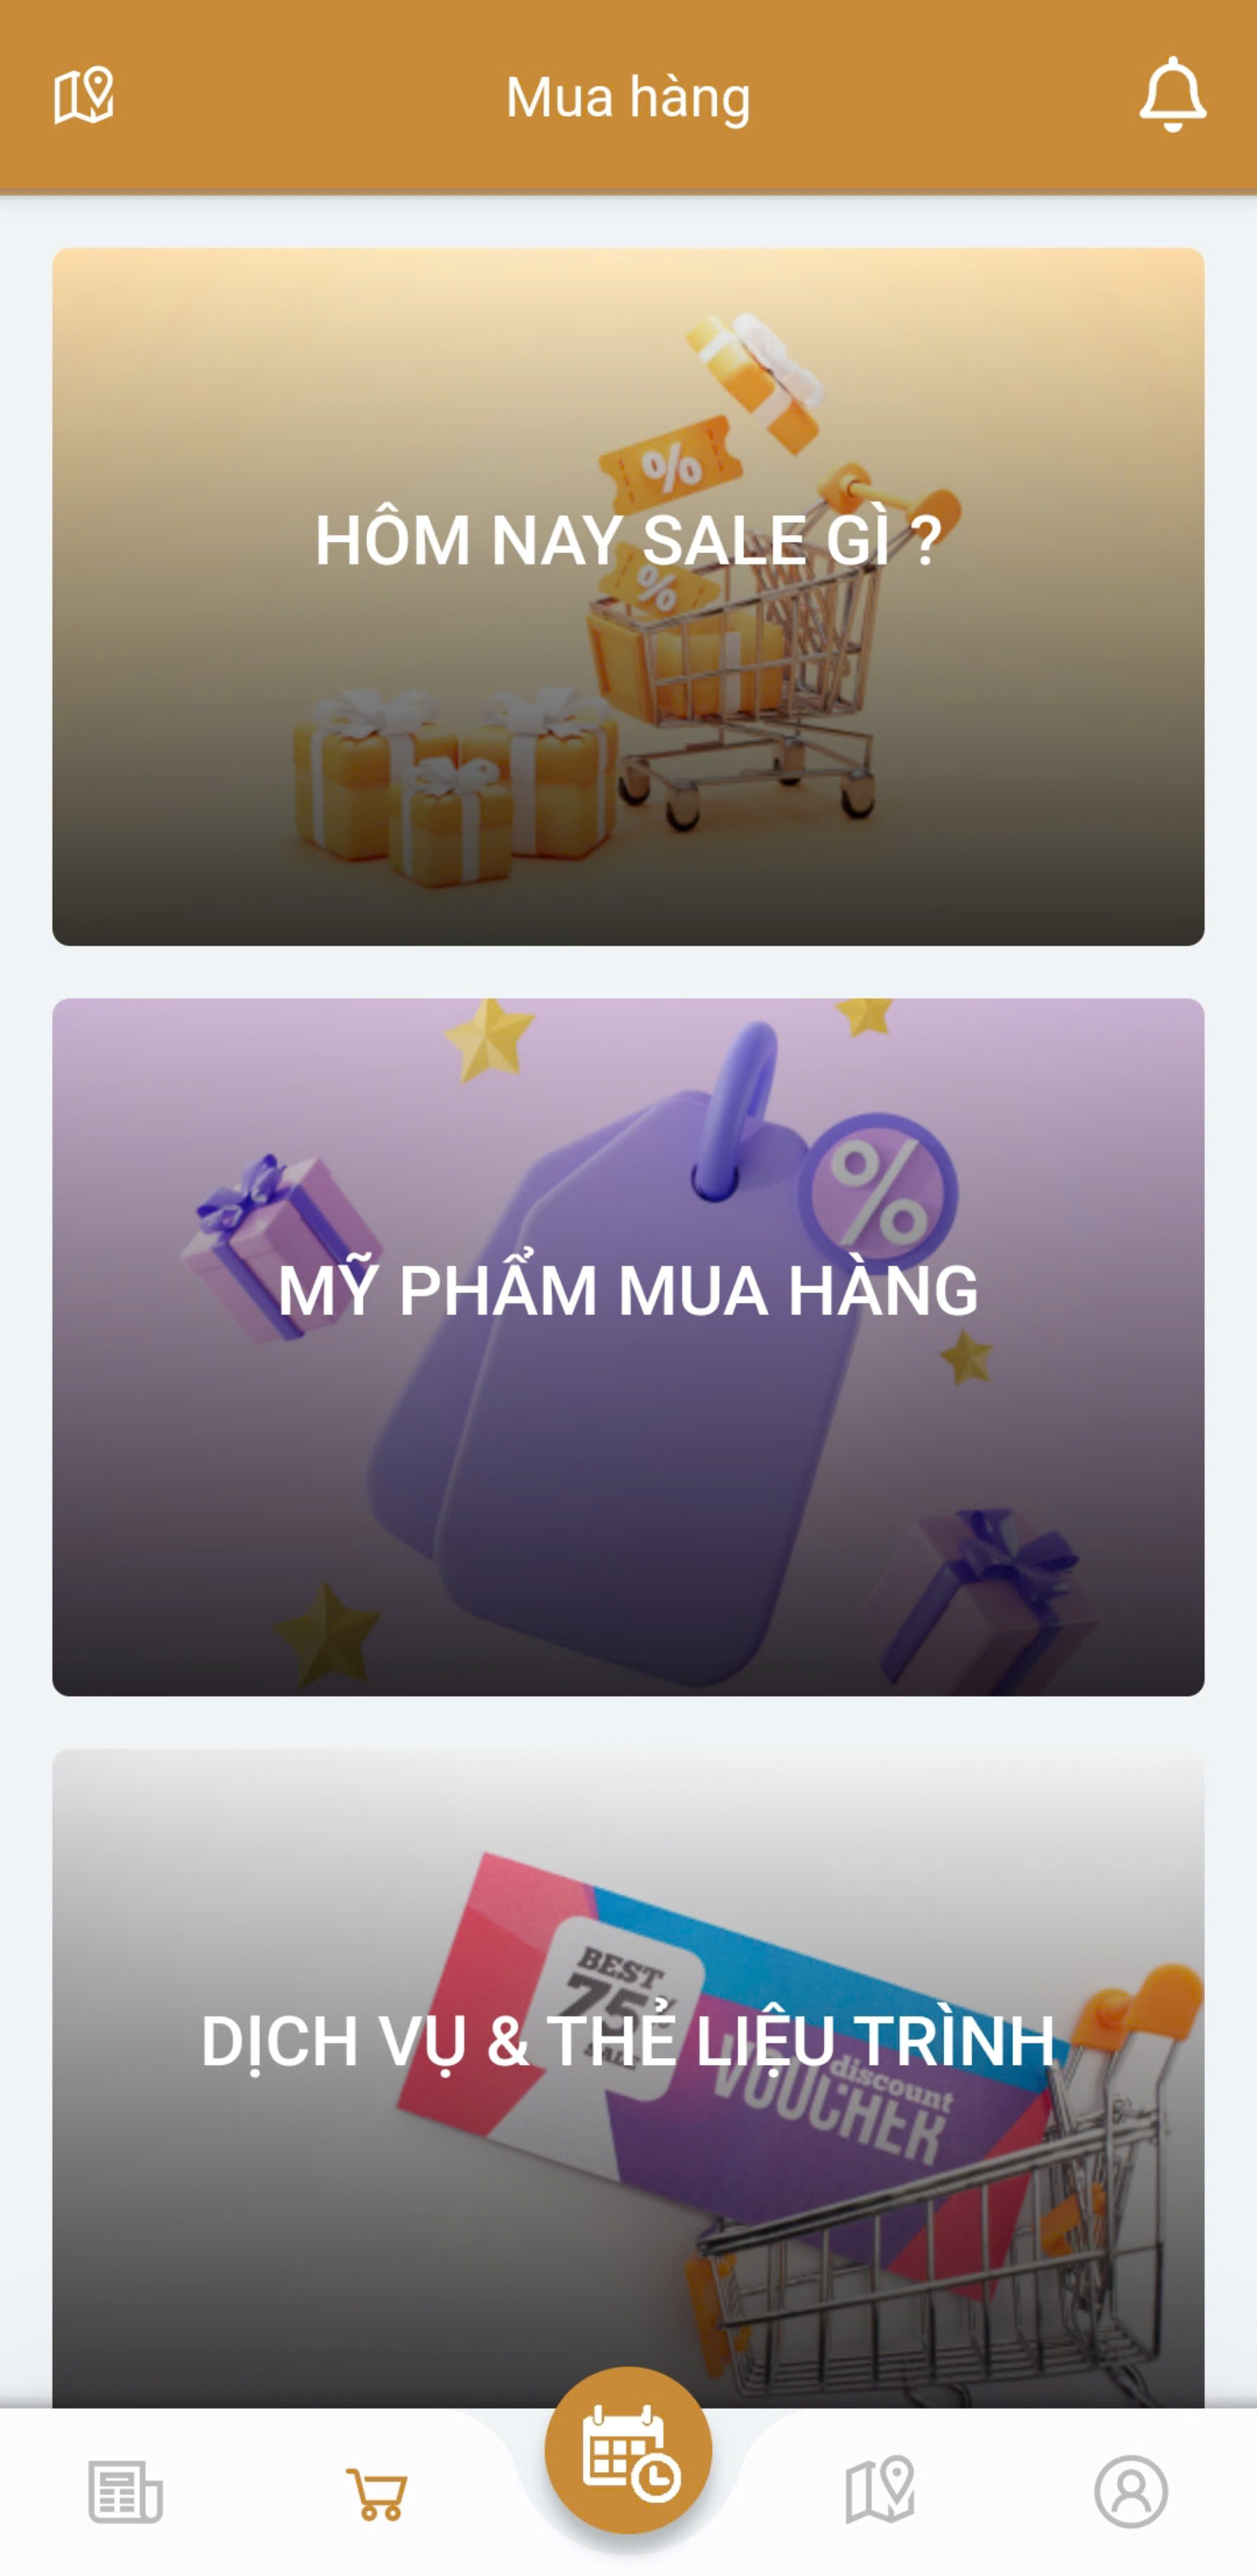 Mua hàng
%
HÔM NAY SALE GÌ ?
%
%
MỸ PHẨM MUA HÀNG
BEST
75%
DỊCH VỤ & THẺ LIỆU TRÌNH
discount
VOUCHER